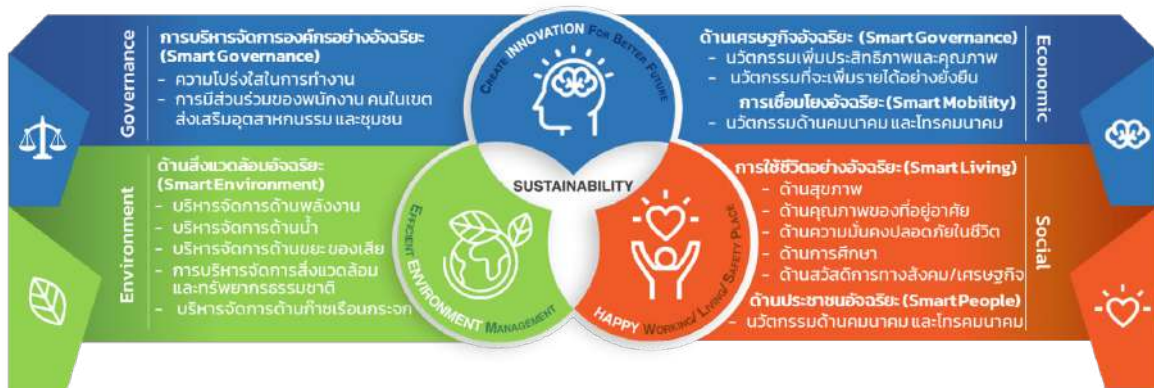 Governance
การบริหารจัดการองค์กรอย่างอัจฉริยะ
(Smart Governance)
- ความโปร่งใสในการทำงาน
- การมีส่วนร่วมของพนักงาน คนในเขต
ส่งเสริมอุตสาหกรรม และชุมชน
CREATE INNOVATION FOR BETTER FUTURE
ด้านเศรษฐกิจอัจฉริยะ (Smart Governance)
- นวัตกรรมเพิ่มประสิทธิภาพและคุณภาพ
- นวัตกรรมที่จะเพิ่มรายได้อย่างยั่งยืน
การเชื่อมโยงอัจฉริยะ (Smart Mobility)
- นวัตกรรมด้านคมนาคม และโทรคมนาคม
Economic
Environment
ด้านสิ่งแวดล้อมอัจฉริยะ
(Smart Environment)
- บริหารจัดการด้านพลังงาน
- บริหารจัดการด้านน้ำ
- บริหารจัดการด้านขยะ ของเสีย
- การบริหารจัดการสิ่งแวดล้อม
และทรัพยากรธรรมชาติ
- บริหารจัดการด้านก๊าซเรือนกระจก
SUSTAINABILITY
EFFICIENT ENVIRONMENT MANAGEMENT
HAPPY WORKING/ LIVING/ SAFETY PLACE
การใช้ชีวิตอย่างอัจฉริยะ (Smart Living)
- ด้านสุขภาพ
- ด้านคุณภาพของที่อยู่อาศัย
- ด้านความมั่นคงปลอดภัยในชีวิต
- ด้านการศึกษา
- ด้านสวัสดิการทางสังคม/เศรษฐกิจ
ด้านประชาชนอัจฉริยะ (Smart People)
- นวัตกรรมด้านคมนาคม และโทรคมนาคม
Social